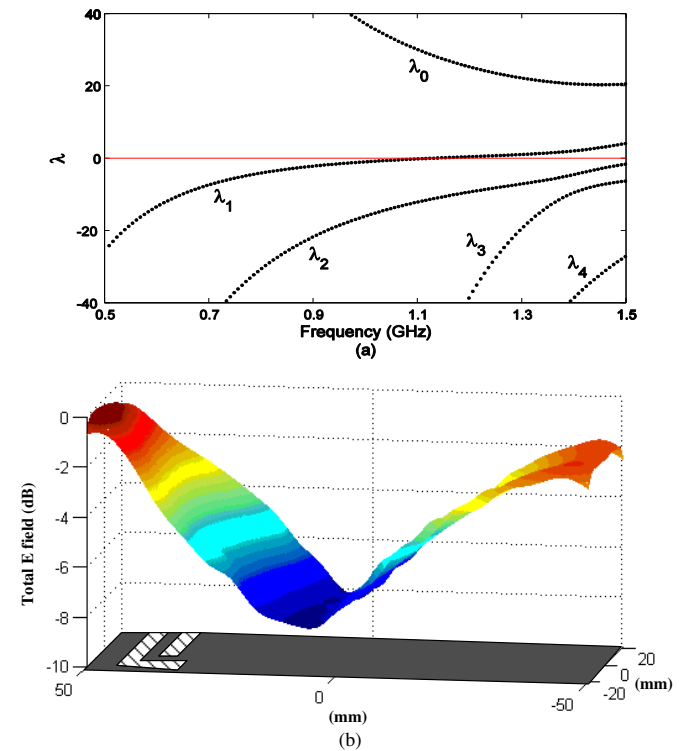 40
20
0
-20
-40
λ
λ₀
λ₁
λ₂
λ₃
λ₄
0.5 0.7 0.9 1.1 1.3 1.5
Frequency (GHz)
(a)
0
-2
-4
-6
-8
-10
Total E field (dB)
50 0 -50
(mm)
20
0
-20
(mm)
(b)